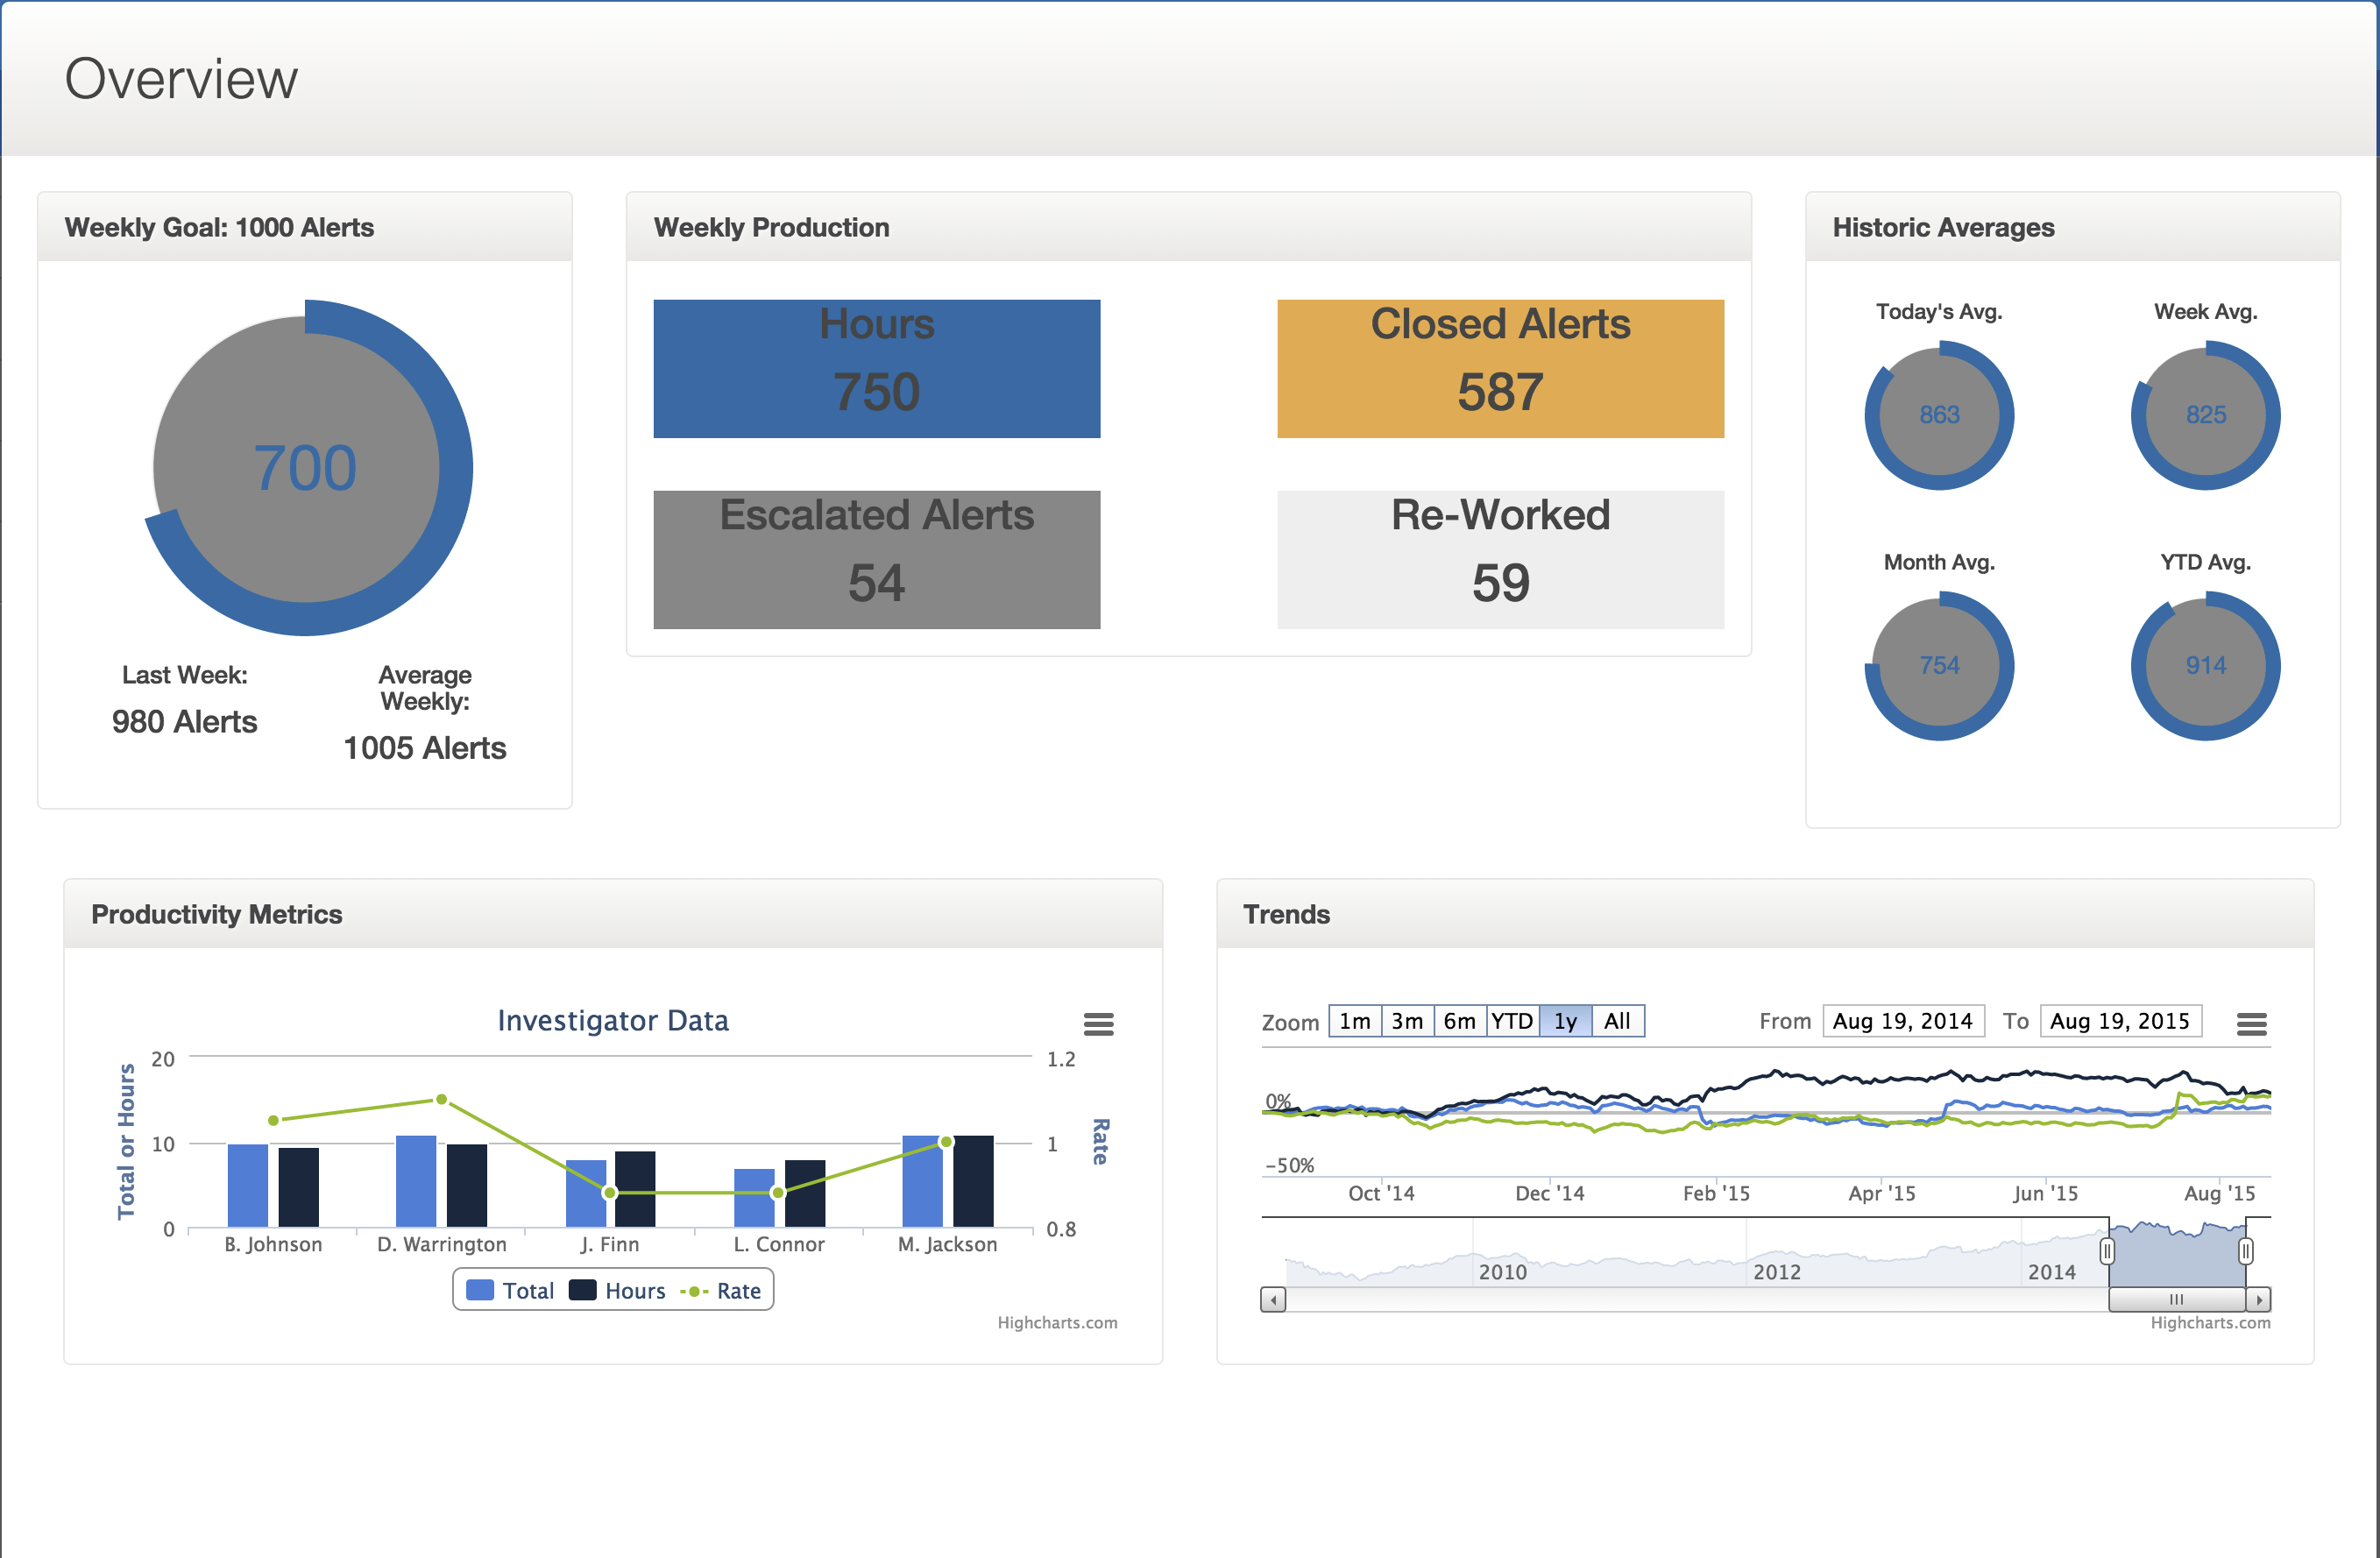 Overview
Weekly Goal: 1000 Alerts
700
Last Week:
980 Alerts
Average
Weekly:
1005 Alerts
Weekly Production
Hours
750
Closed Alerts
587
Escalated Alerts
54
Re-Worked
59
Historic Averages
Today's Avg.
863
Week Avg.
825
Month Avg.
754
YTD Avg.
914
Productivity Metrics
Investigator Data
Total or Hours
20
10
0
1.2
1
0.8
Rate
B. Johnson
D. Warrington
J. Finn
L. Connor
M. Jackson
Total
Hours
Rate
Highcharts.com
Trends
Zoom 1m 3m 6m YTD 1y All
From Aug 19, 2014 To Aug 19, 2015
0%
-50%
Oct '14
Dec '14
Feb '15
Apr '15
Jun '15
Aug '15
2010
2012
2014
Highcharts.com